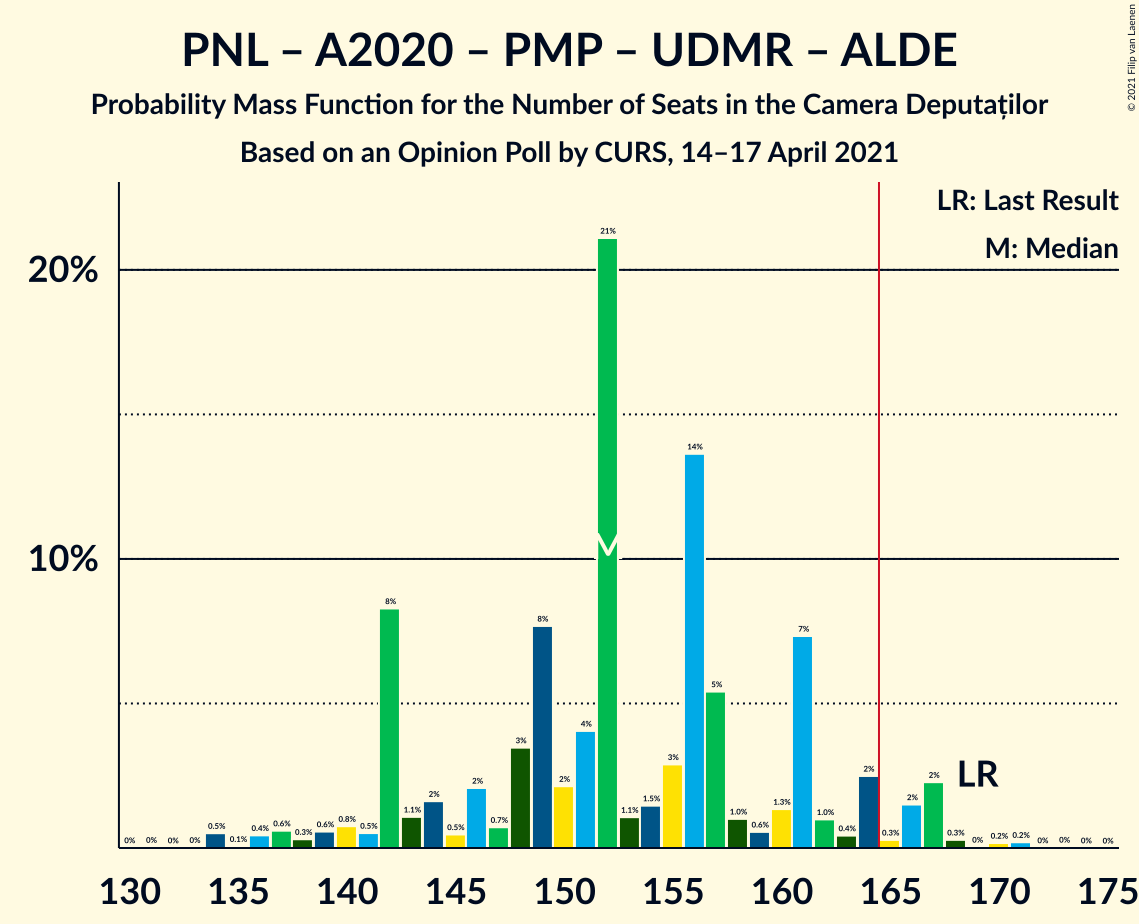 PNL – A2020 – PMP – UDMR – ALDE
Probability Mass Function for the Number of Seats in the Camera Deputaților
Based on an Opinion Poll by CURS, 14–17 April 2021
© 2021 Filip van Laenen
LR: Last Result
M: Median
20%
10%
0% 0% 0% 0% 0.5% 0.1% 0.4% 0.6% 0.3% 0.6% 0.8% 0.5% 8% 1.1% 2% 0.5% 2% 0.7% 3% 8% 2% 4% 21% 1.1% 1.5% 3% 14% 5% 1.0% 0.6% 1.3% 7% 1.0% 0.4% 2% 0.3% 2% 2% 0.3% 0% 0.2% 0.2% 0% 0% 0% 0%
M
LR
130 135 140 145 150 155 160 165 170 175